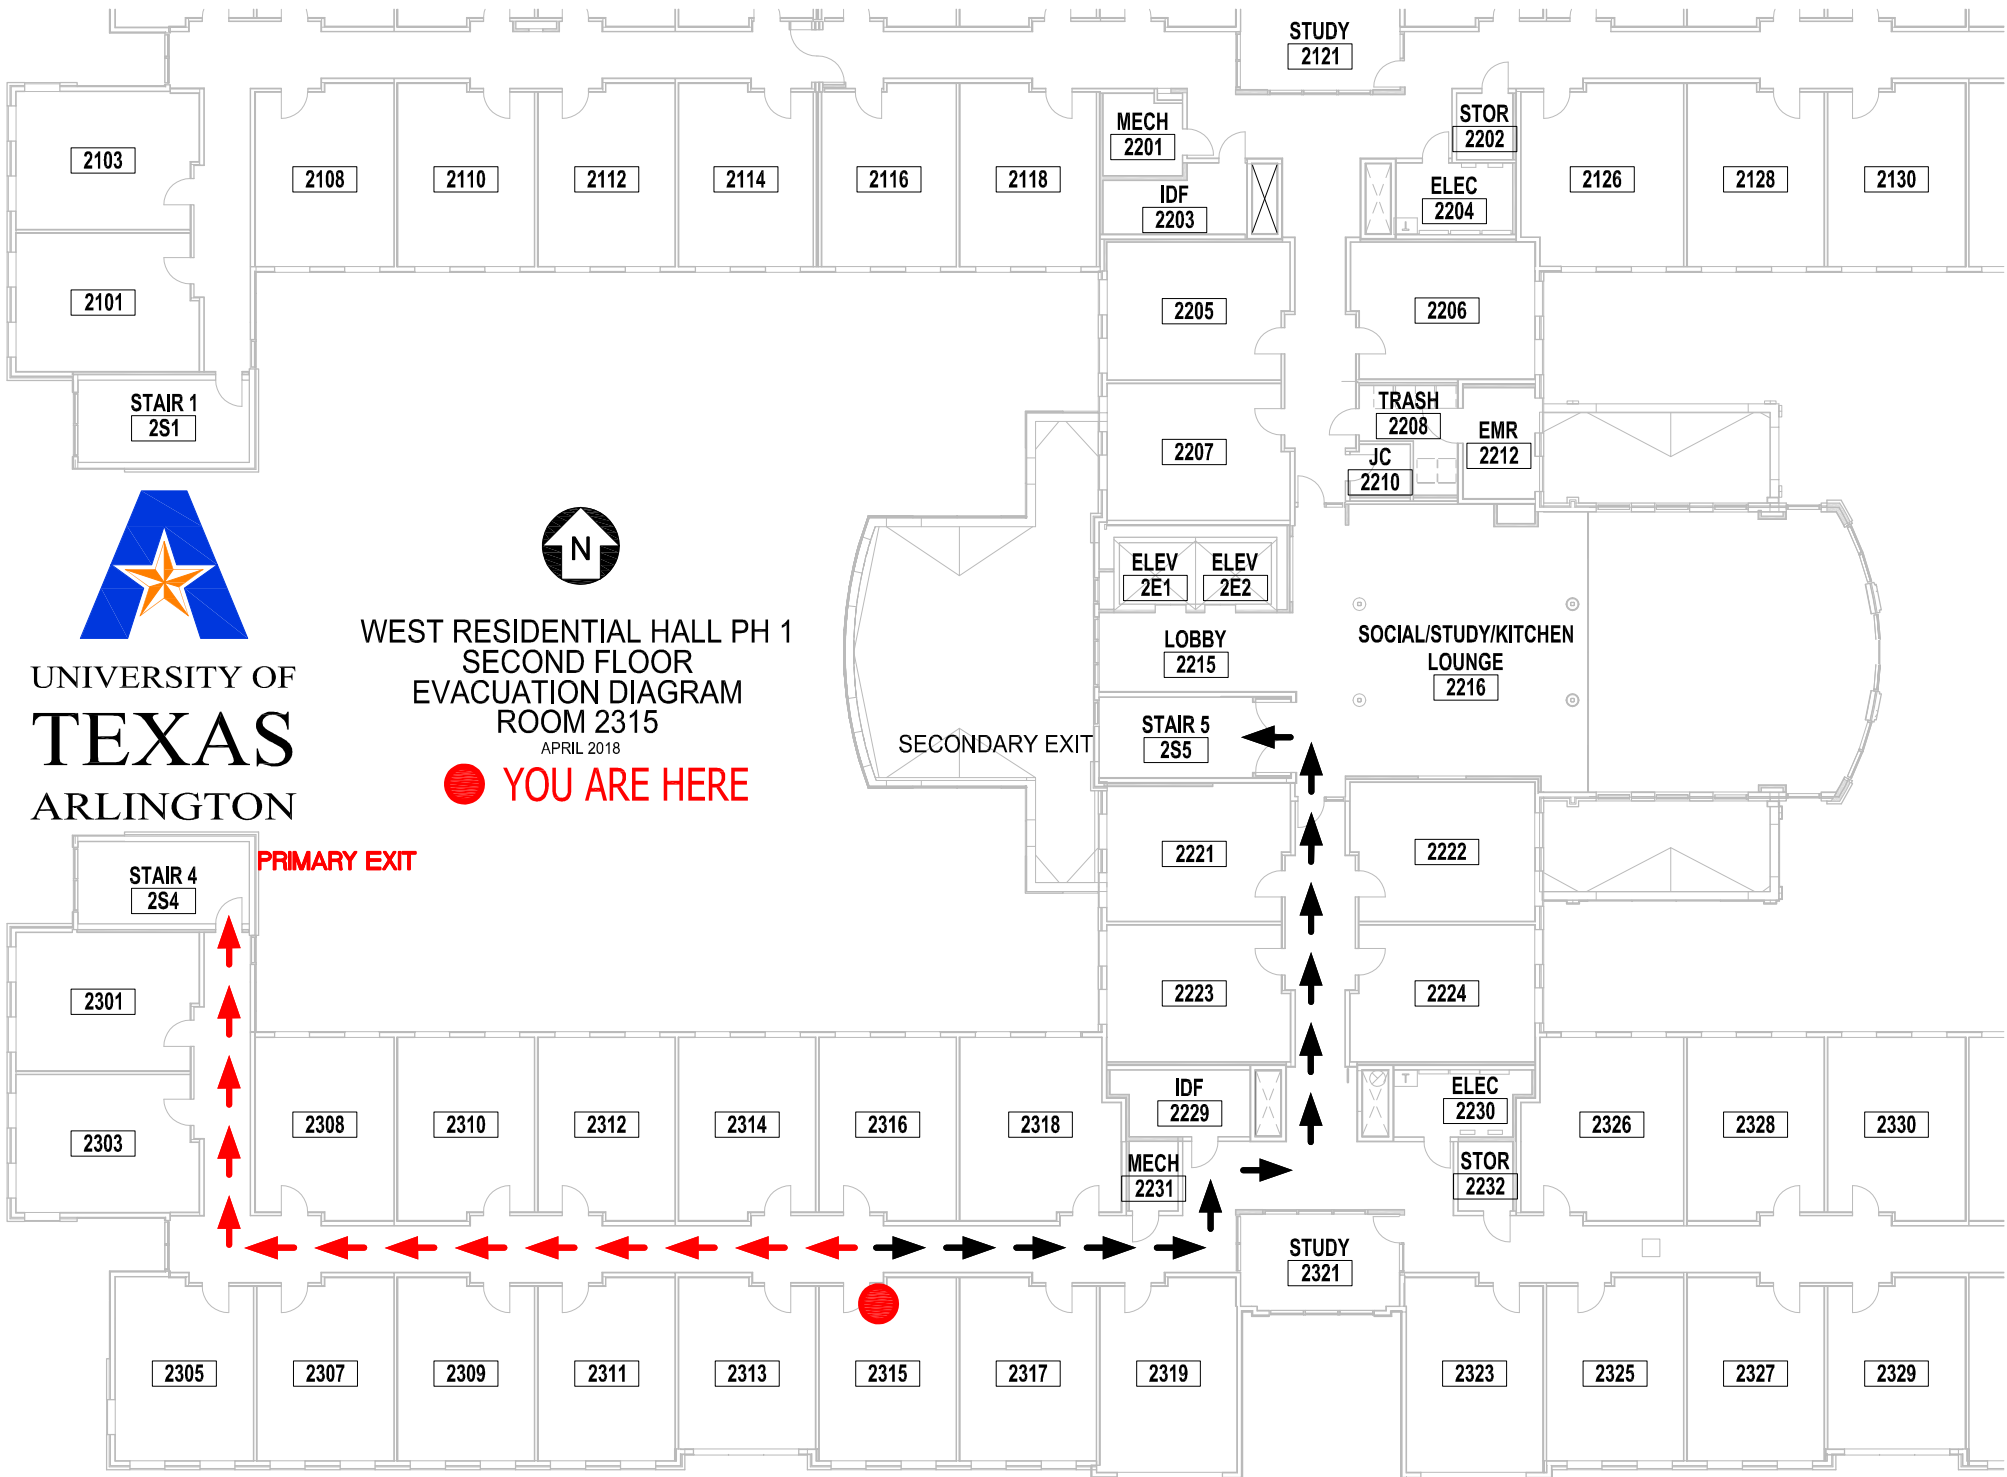 STUDY
2121
MECH
2201
STOR
2202
2103
2108
2110
2112
2114
2116
2118
IDF
2203
ELEC
2204
2126
2128
2130
2101
2205
2206
STAIR 1
2S1
2207
TRASH
2208
EMR
2212
JC
2210
N
ELEV
2E1
ELEV
2E2
WEST RESIDENTIAL HALL PH 1
SECOND FLOOR
EVACUATION DIAGRAM
ROOM 2315
APRIL 2018
YOU ARE HERE
UNIVERSITY OF
TEXAS
ARLINGTON
LOBBY
2215
SOCIAL/STUDY/KITCHEN
LOUNGE
2216
SECONDARY EXIT
STAIR 5
2S5
PRIMARY EXIT
STAIR 4
2S4
2221
2222
2301
2223
2224
2303
2308
2310
2312
2314
2316
2318
IDF
2229
T
ELEC
2230
2326
2328
2330
MECH
2231
STOR
2232
STUDY
2321
2305
2307
2309
2311
2313
2315
2317
2319
2323
2325
2327
2329